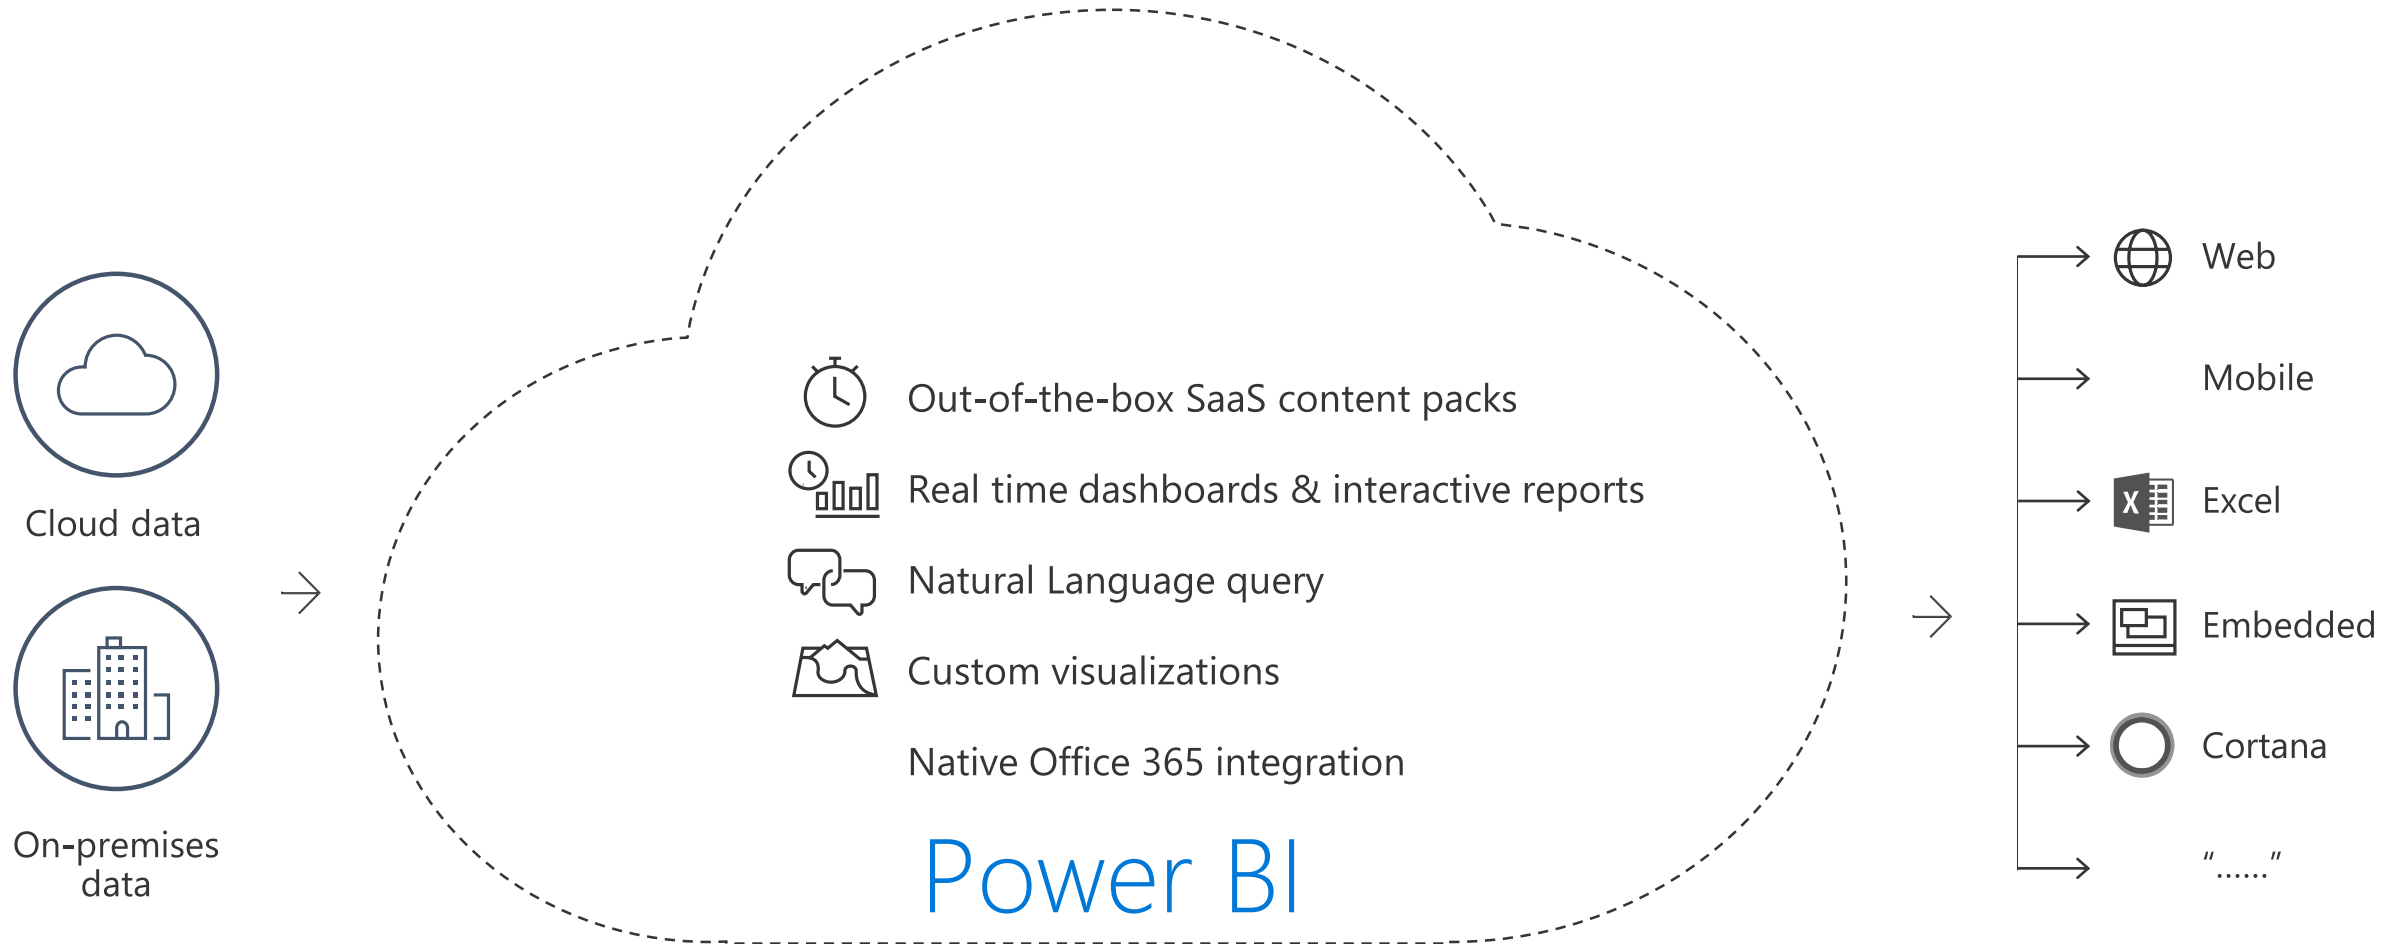 Cloud data
On-premises
data
Out-of-the-box SaaS content packs
Real time dashboards & interactive reports
Natural Language query
Custom visualizations
Native Office 365 integration
Power BI
Web
Mobile
X
Excel
Embedded
Cortana
“......”